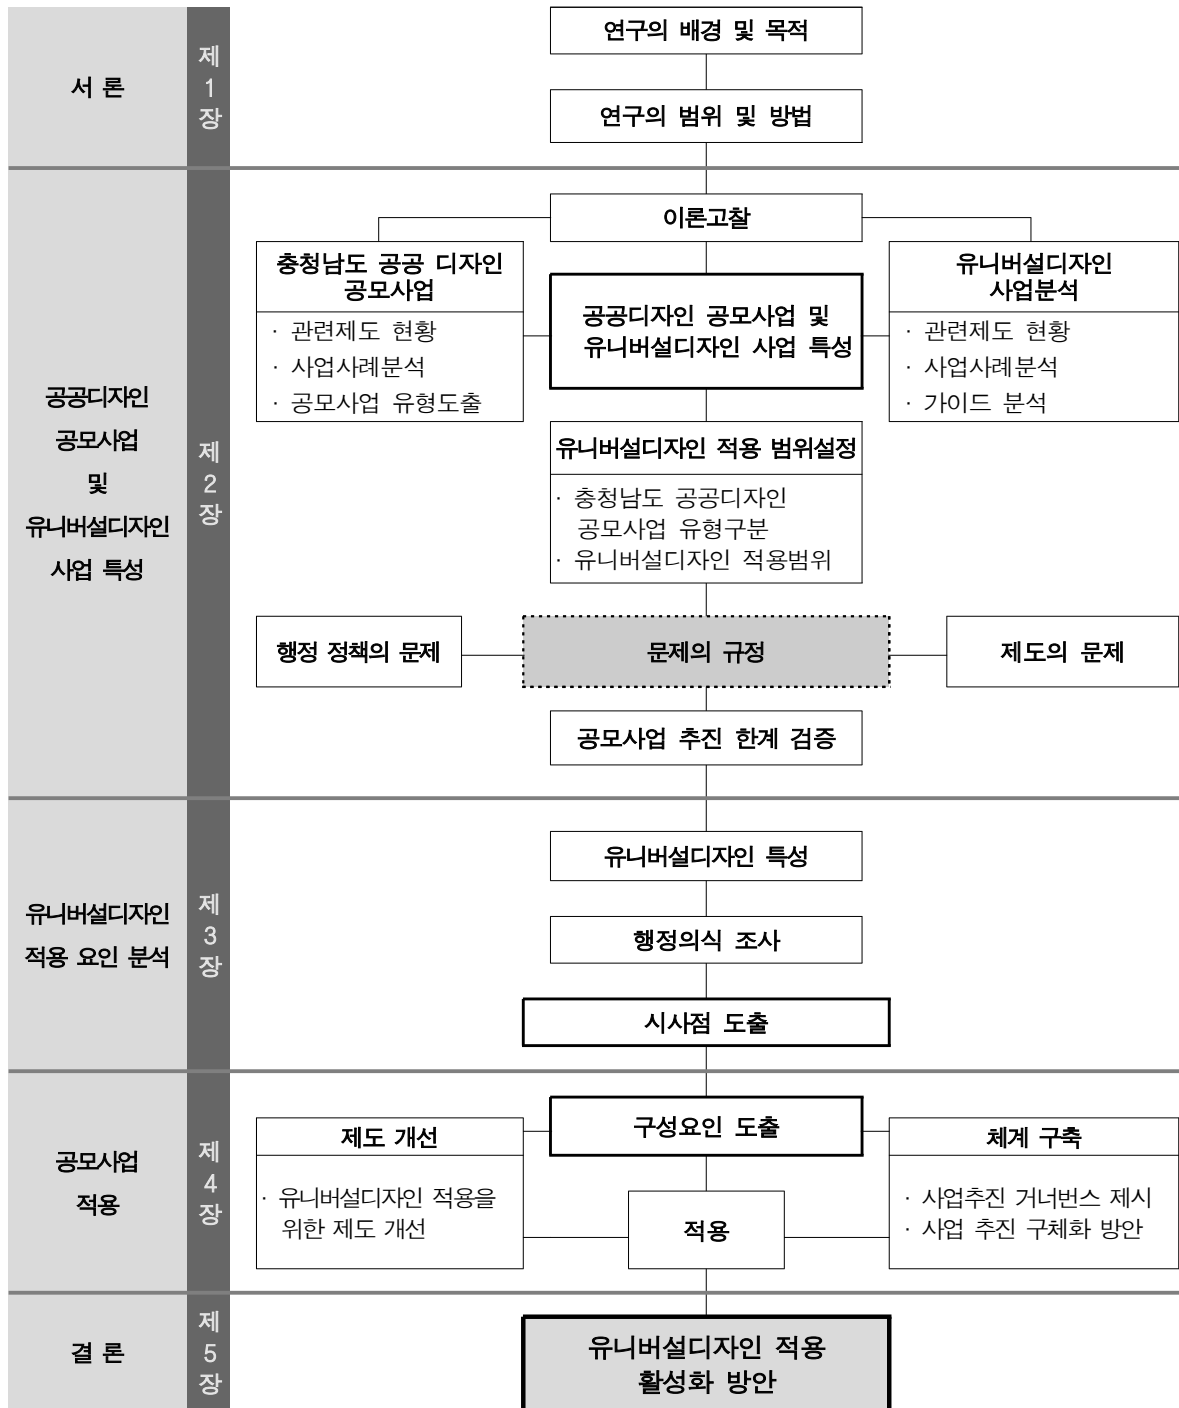 서 론
제
1
장
연구의 배경 및 목적
연구의 범위 및 방법
공공디자인
공모사업
및
유니버설디자인
사업 특성
제
2
장
이론고찰
충청남도 공공 디자인
공모사업
· 관련제도 현황
· 사업사례분석
· 공모사업 유형도출
공공디자인 공모사업 및
유니버설디자인 사업 특성
유니버설디자인
사업분석
· 관련제도 현황
· 사업사례분석
· 가이드 분석
유니버설디자인 적용 범위설정
· 충청남도 공공디자인
공모사업 유형구분
· 유니버설디자인 적용범위
행정 정책의 문제
문제의 규정
제도의 문제
공모사업 추진 한계 검증
유니버설디자인
적용 요인 분석
제
3
장
유니버설디자인 특성
행정의식 조사
시사점 도출
공모사업
적용
제
4
장
구성요인 도출
제도 개선
· 유니버설디자인 적용을
위한 제도 개선
적용
체계 구축
· 사업추진 거너번스 제시
· 사업 추진 구체화 방안
결 론
제
5
장
유니버설디자인 적용
활성화 방안